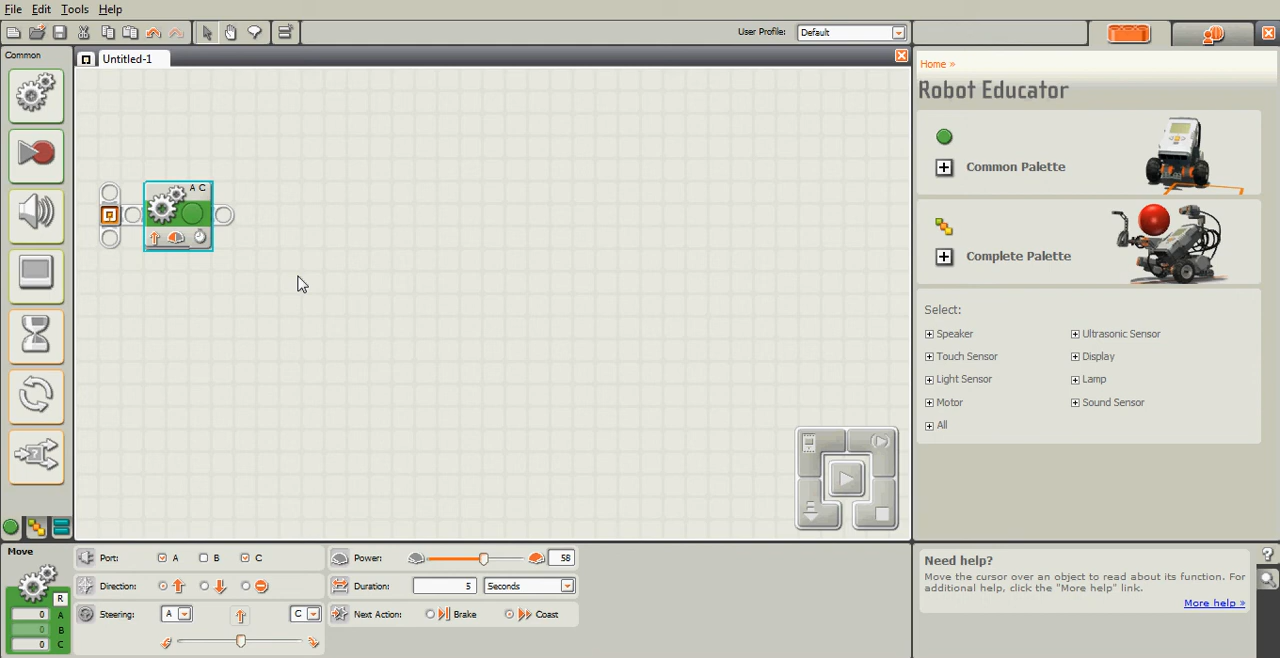 File Edit Tools Help
User Profile: Default
Common
Untitled-1
Home »
Robot Educator
Common Palette
Complete Palette
A C
Select:
Speaker Ultrasonic Sensor
Touch Sensor Display
Light Sensor Lamp
Motor Sound Sensor
All
Move
R
0 A
0 B
0 C
Port: A B C
Direction:
Steering: A C
Power: 58
Duration: 5 Seconds
Next Action: Brake Coast
Need help?
Move the cursor over an object to read about its function. For
additional help, click the "More help" link.
More help »
?